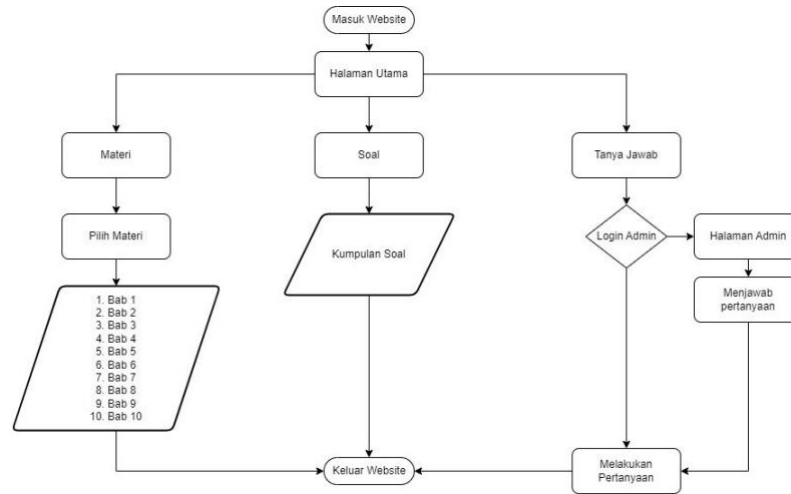 Masuk Website
Halaman Utama
Materi
Soal
Tanya Jawab
Pilih Materi
Kumpulan Soal
Login Admin
Halaman Admin
Menjawab
pertanyaan
1. Bab 1
2. Bab 2
3. Bab 3
4. Bab 4
5. Bab 5
6. Bab 6
7. Bab 7
8. Bab 8
9. Bab 9
10. Bab 10
Keluar Website
Melakukan
Pertanyaan